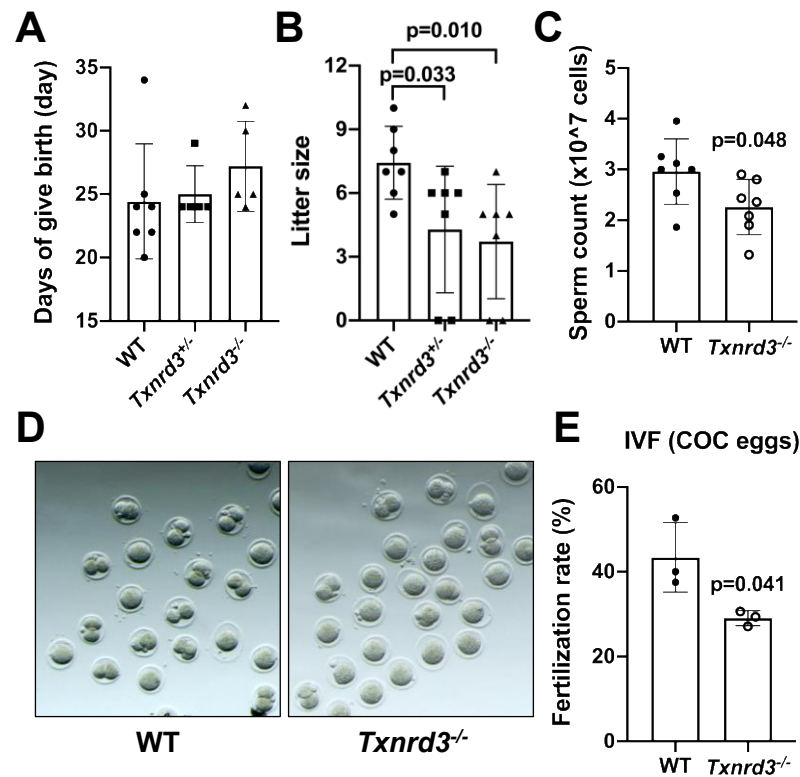 A
Days of give birth (day)
35
30
25
20
15
WT
Txnrd3+/-
Txnrd3-/-
B
p=0.010
p=0.033
Litter size
12
9
6
3
0
WT
Txnrd3+/-
Txnrd3-/-
C
Sperm count (x10^7 cells)
5
4
3
2
1
0
p=0.048
WT
Txnrd3-/-
D
WT
Txnrd3-/-
E
IVF (COC eggs)
Fertilization rate (%)
60
40
20
0
p=0.041
WT
Txnrd3-/-